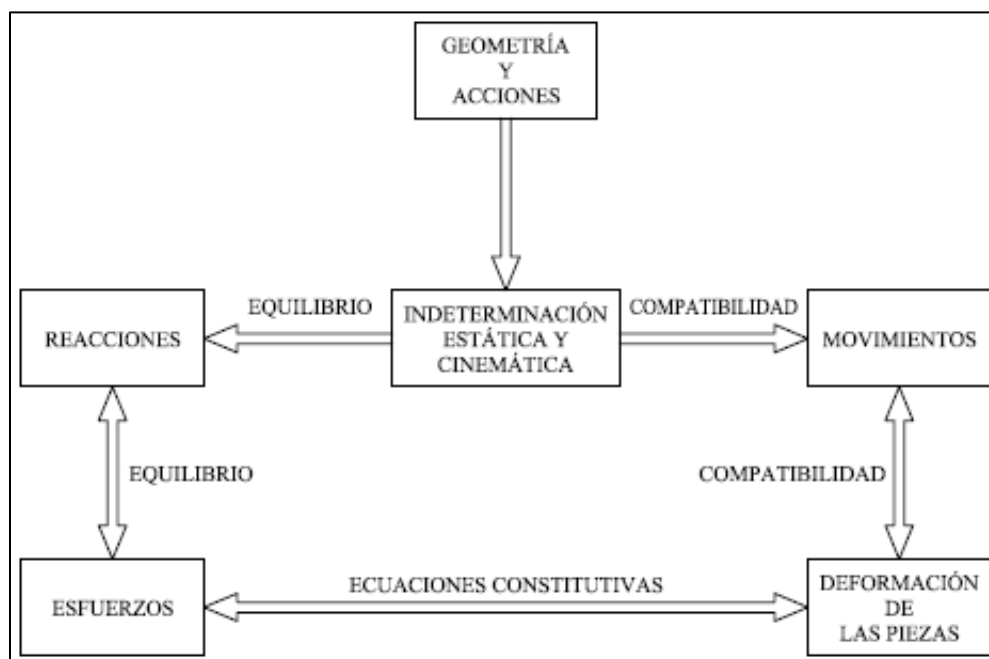 GEOMETRÍA
Y
ACCIONES
EQUILIBRIO
COMPATIBILIDAD
REACCIONES
INDETERMINACIÓN
ESTÁTICA Y
CINEMÁTICA
MOVIMIENTOS
EQUILIBRIO
COMPATIBILIDAD
ESFUERZOS
ECUACIONES CONSTITUTIVAS
DEFORMACIÓN
DE
LAS PIEZAS